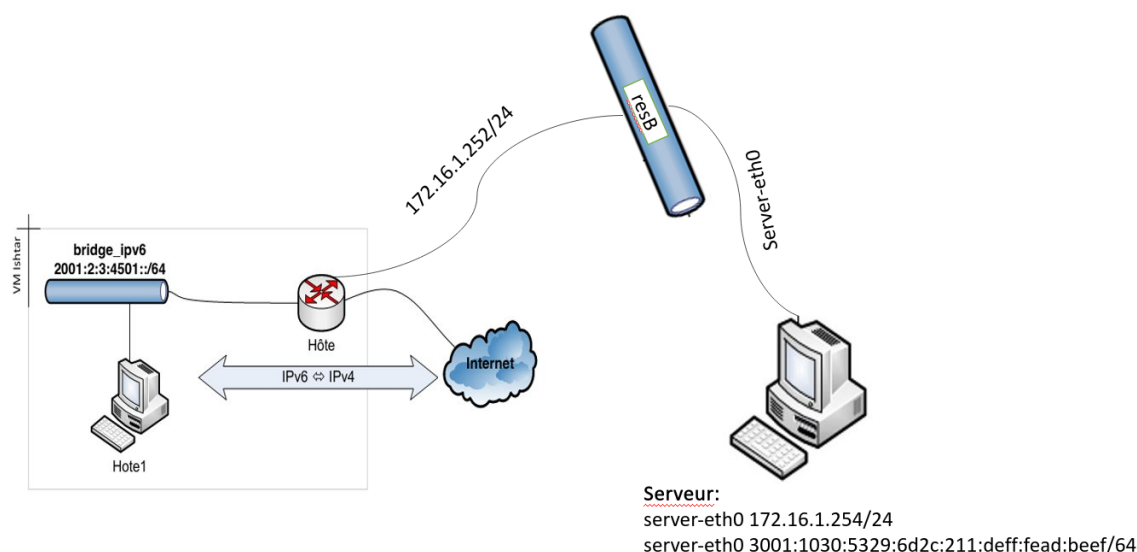 172.16.1.252/24
resB
Server-eth0
VM Ishtar
bridge_ipv6
2001:2:3:4501::/64
Hôte
Internet
IPv6 ⇔ IPv4
Hote1
Serveur:
server-eth0 172.16.1.254/24
server-eth0 3001:1030:5329:6d2c:211:deff:fead:beef/64